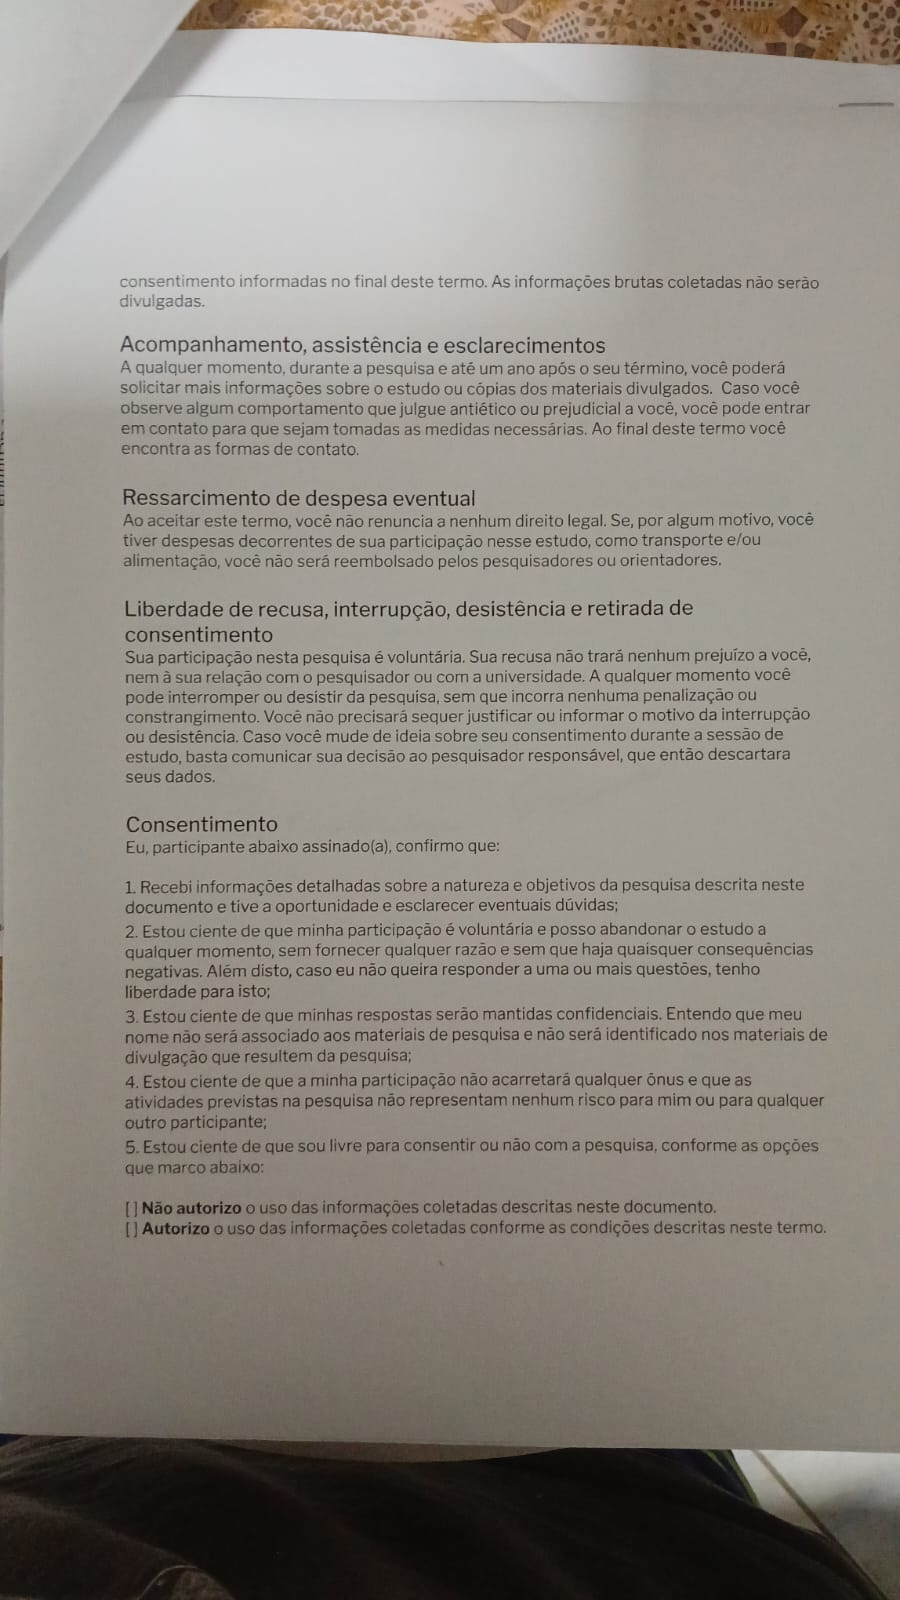 consentimento informadas no final deste termo. As informações brutas coletadas não serão
divulgadas.
Acompanhamento, assistência e esclarecimentos
A qualquer momento, durante a pesquisa e até um ano após o seu término, você poderá
solicitar mais informações sobre o estudo ou cópias dos materiais divulgados. Caso você
observe algum comportamento que julgue antiético ou prejudicial a você, você pode entrar
em contato para que sejam tomadas as medidas necessárias. Ao final deste termo você
encontra as formas de contato.
Ressarcimento de despesa eventual
Ao aceitar este termo, você não renuncia a nenhum direito legal. Se, por algum motivo, você
tiver despesas decorrentes de sua participação nesse estudo, como transporte e/ou
alimentação, você não será reembolsado pelos pesquisadores ou orientadores.
Liberdade de recusa, interrupção, desistência e retirada de
consentimento
Sua participação nesta pesquisa é voluntária. Sua recusa não trará nenhum prejuízo a você,
nem à sua relação com o pesquisador ou com a universidade. A qualquer momento você
pode interromper ou desistir da pesquisa, sem que incorra nenhuma penalização ou
constrangimento. Você não precisará sequer justificar ou informar o motivo da interrupção
ou desistência. Caso você mude de ideia sobre seu consentimento durante a sessão de
estudo, basta comunicar sua decisão ao pesquisador responsável, que então descartara
seus dados.
Consentimento
Eu, participante abaixo assinado(a), confirmo que:
1. Recebi informações detalhadas sobre a natureza e objetivos da pesquisa descrita neste
documento e tive a oportunidade e esclarecer eventuais dúvidas;
2. Estou ciente de que minha participação é voluntária e posso abandonar o estudo a
qualquer momento, sem fornecer qualquer razão e sem que haja quaisquer consequências
negativas. Além disto, caso eu não queira responder a uma ou mais questões, tenho
liberdade para isto;
3. Estou ciente de que minhas respostas serão mantidas confidenciais. Entendo que meu
nome não será associado aos materiais de pesquisa e não será identificado nos materiais de
divulgação que resultem da pesquisa;
4. Estou ciente de que a minha participação não acarretará qualquer ônus e que as
atividades previstas na pesquisa não representam nenhum risco para mim ou para qualquer
outro participante;
5. Estou ciente de que sou livre para consentir ou não com a pesquisa, conforme as opções
que marco abaixo:
[ ] Não autorizo o uso das informações coletadas descritas neste documento.
[ ] Autorizo o uso das informações coletadas conforme as condições descritas neste termo.